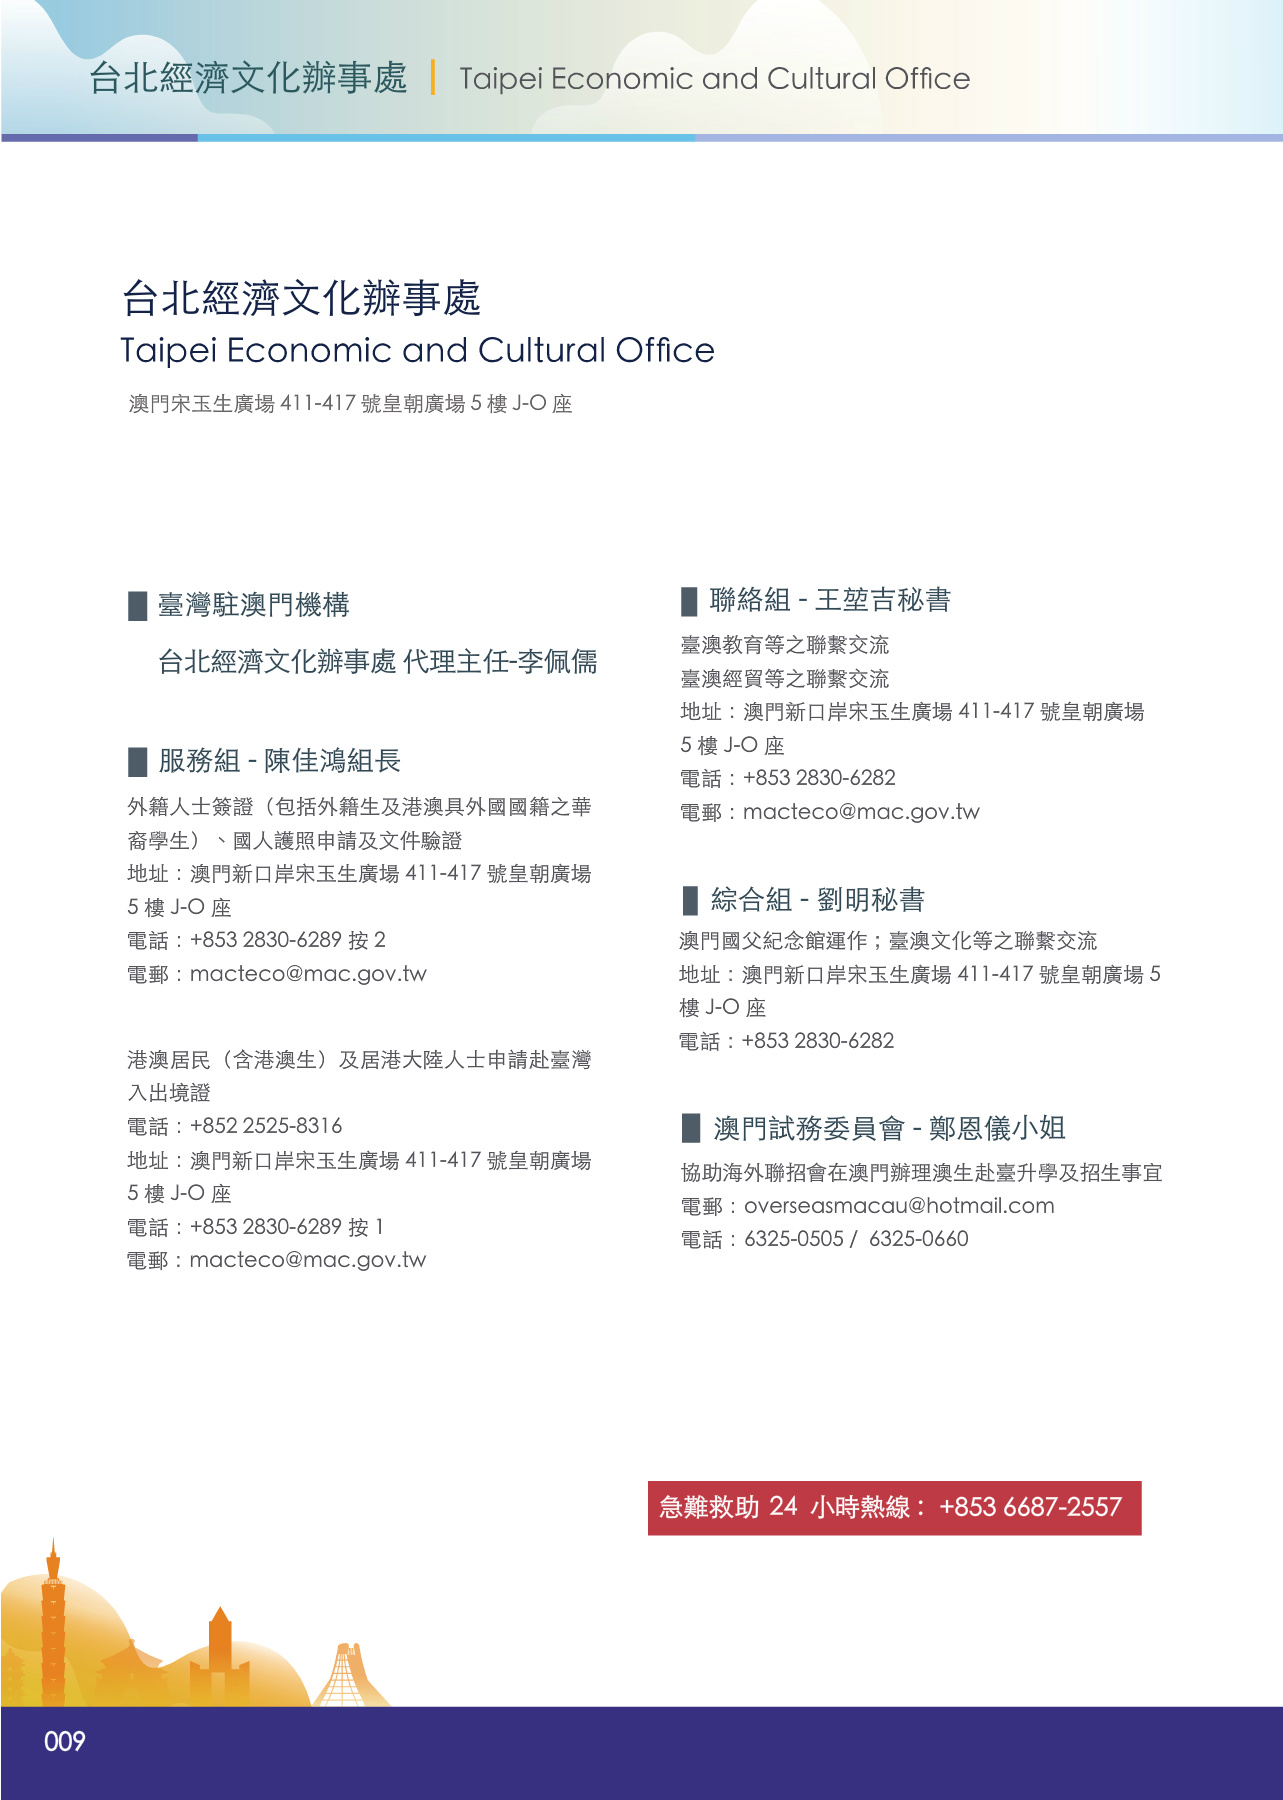 台北經濟文化辦事處 | Taipei Economic and Cultural Office
台北經濟文化辦事處
Taipei Economic and Cultural Office
澳門宋玉生廣場 411-417 號皇朝廣場 5 樓 J-O 座
臺灣駐澳門機構
台北經濟文化辦事處 代理主任-李佩儒
服務組 - 陳佳鴻組長
外籍人士簽證（包括外籍生及港澳具外國國籍之華
裔學生）、國人護照申請及文件驗證
地址：澳門新口岸宋玉生廣場 411-417 號皇朝廣場
5 樓 J-O 座
電話：+853 2830-6289 按 2
電郵：macteco@mac.gov.tw
港澳居民（含港澳生）及居港大陸人士申請赴臺灣
入出境證
電話：+852 2525-8316
地址：澳門新口岸宋玉生廣場 411-417 號皇朝廣場
5 樓 J-O 座
電話：+853 2830-6289 按 1
電郵：macteco@mac.gov.tw
聯絡組 - 王堃吉秘書
臺澳教育等之聯繫交流
臺澳經貿等之聯繫交流
地址：澳門新口岸宋玉生廣場 411-417 號皇朝廣場
5 樓 J-O 座
電話：+853 2830-6282
電郵：macteco@mac.gov.tw
綜合組 - 劉明秘書
澳門國父紀念館運作；臺澳文化等之聯繫交流
地址：澳門新口岸宋玉生廣場 411-417 號皇朝廣場 5
樓 J-O 座
電話：+853 2830-6282
澳門試務委員會 - 鄭恩儀小姐
協助海外聯招會在澳門辦理澳生赴臺升學及招生事宜
電郵：overseasmacau@hotmail.com
電話：6325-0505 / 6325-0660
急難救助 24 小時熱線：+853 6687-2557
009